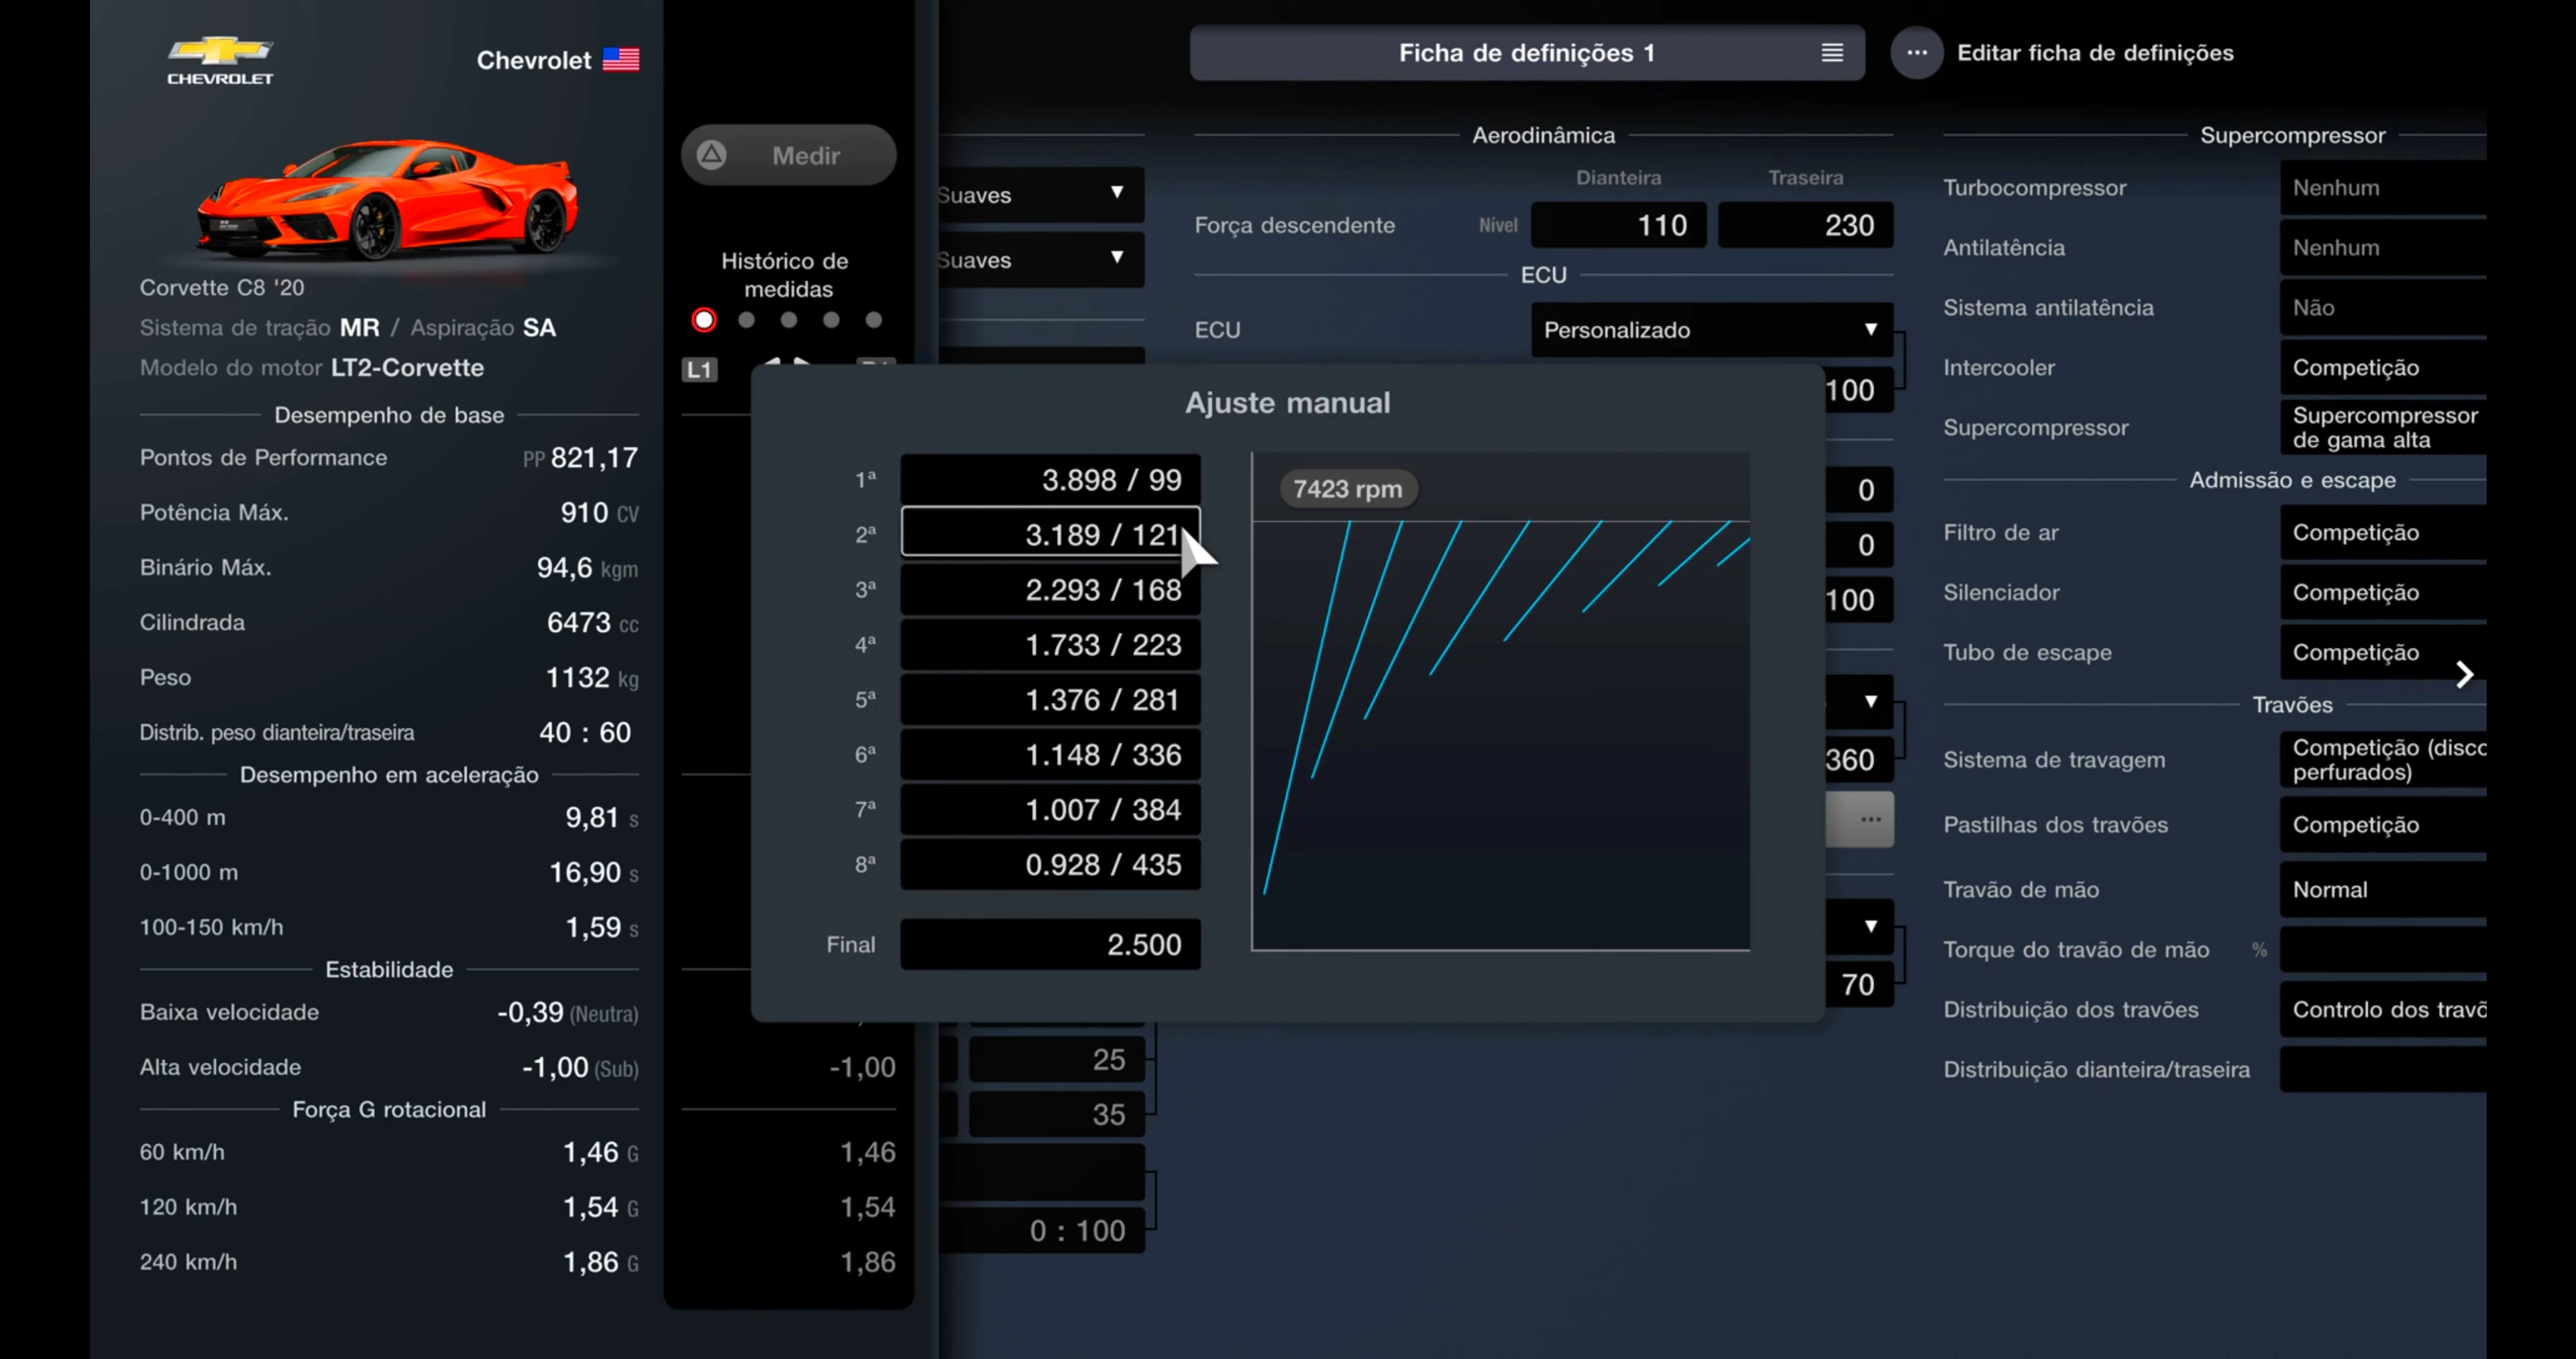 CHEVROLET
Chevrolet
Corvette C8 '20
Sistema de tração MR / Aspiração SA
Modelo do motor LT2-Corvette
Desempenho de base
Pontos de Performance PP 821,17
Potência Máx. 910 CV
Binário Máx. 94,6 kgm
Cilindrada 6473 cc
Peso 1132 kg
Distrib. peso dianteira/traseira 40 : 60
Desempenho em aceleração
0-400 m 9,81 s
0-1000 m 16,90 s
100-150 km/h 1,59 s
Estabilidade
Baixa velocidade -0,39 (Neutra)
Alta velocidade -1,00 (Sub)
Força G rotacional
60 km/h 1,46 G
120 km/h 1,54 G
240 km/h 1,86 G
Medir
Histórico de
medidas
L1
-1,00
1,46
1,54
1,86
Suaves
Suaves
25
35
0 : 100
Ficha de definições 1
Editar ficha de definições
Aerodinâmica
Dianteira Traseira
Força descendente Nível 110 230
ECU
ECU Personalizado
100
0
0
100
360
70
Ajuste manual
1ª 3.898 / 99
2ª 3.189 / 121
3ª 2.293 / 168
4ª 1.733 / 223
5ª 1.376 / 281
6ª 1.148 / 336
7ª 1.007 / 384
8ª 0.928 / 435
Final 2.500
7423 rpm
Supercompressor
Turbocompressor Nenhum
Antilatência Nenhum
Sistema antilatência Não
Intercooler Competição
Supercompressor Supercompressor
de gama alta
Admissão e escape
Filtro de ar Competição
Silenciador Competição
Tubo de escape Competição
Travões
Sistema de travagem Competição (disco
perfurados)
Pastilhas dos travões Competição
Travão de mão Normal
Torque do travão de mão %
Distribuição dos travões Controlo dos travõ
Distribuição dianteira/traseira